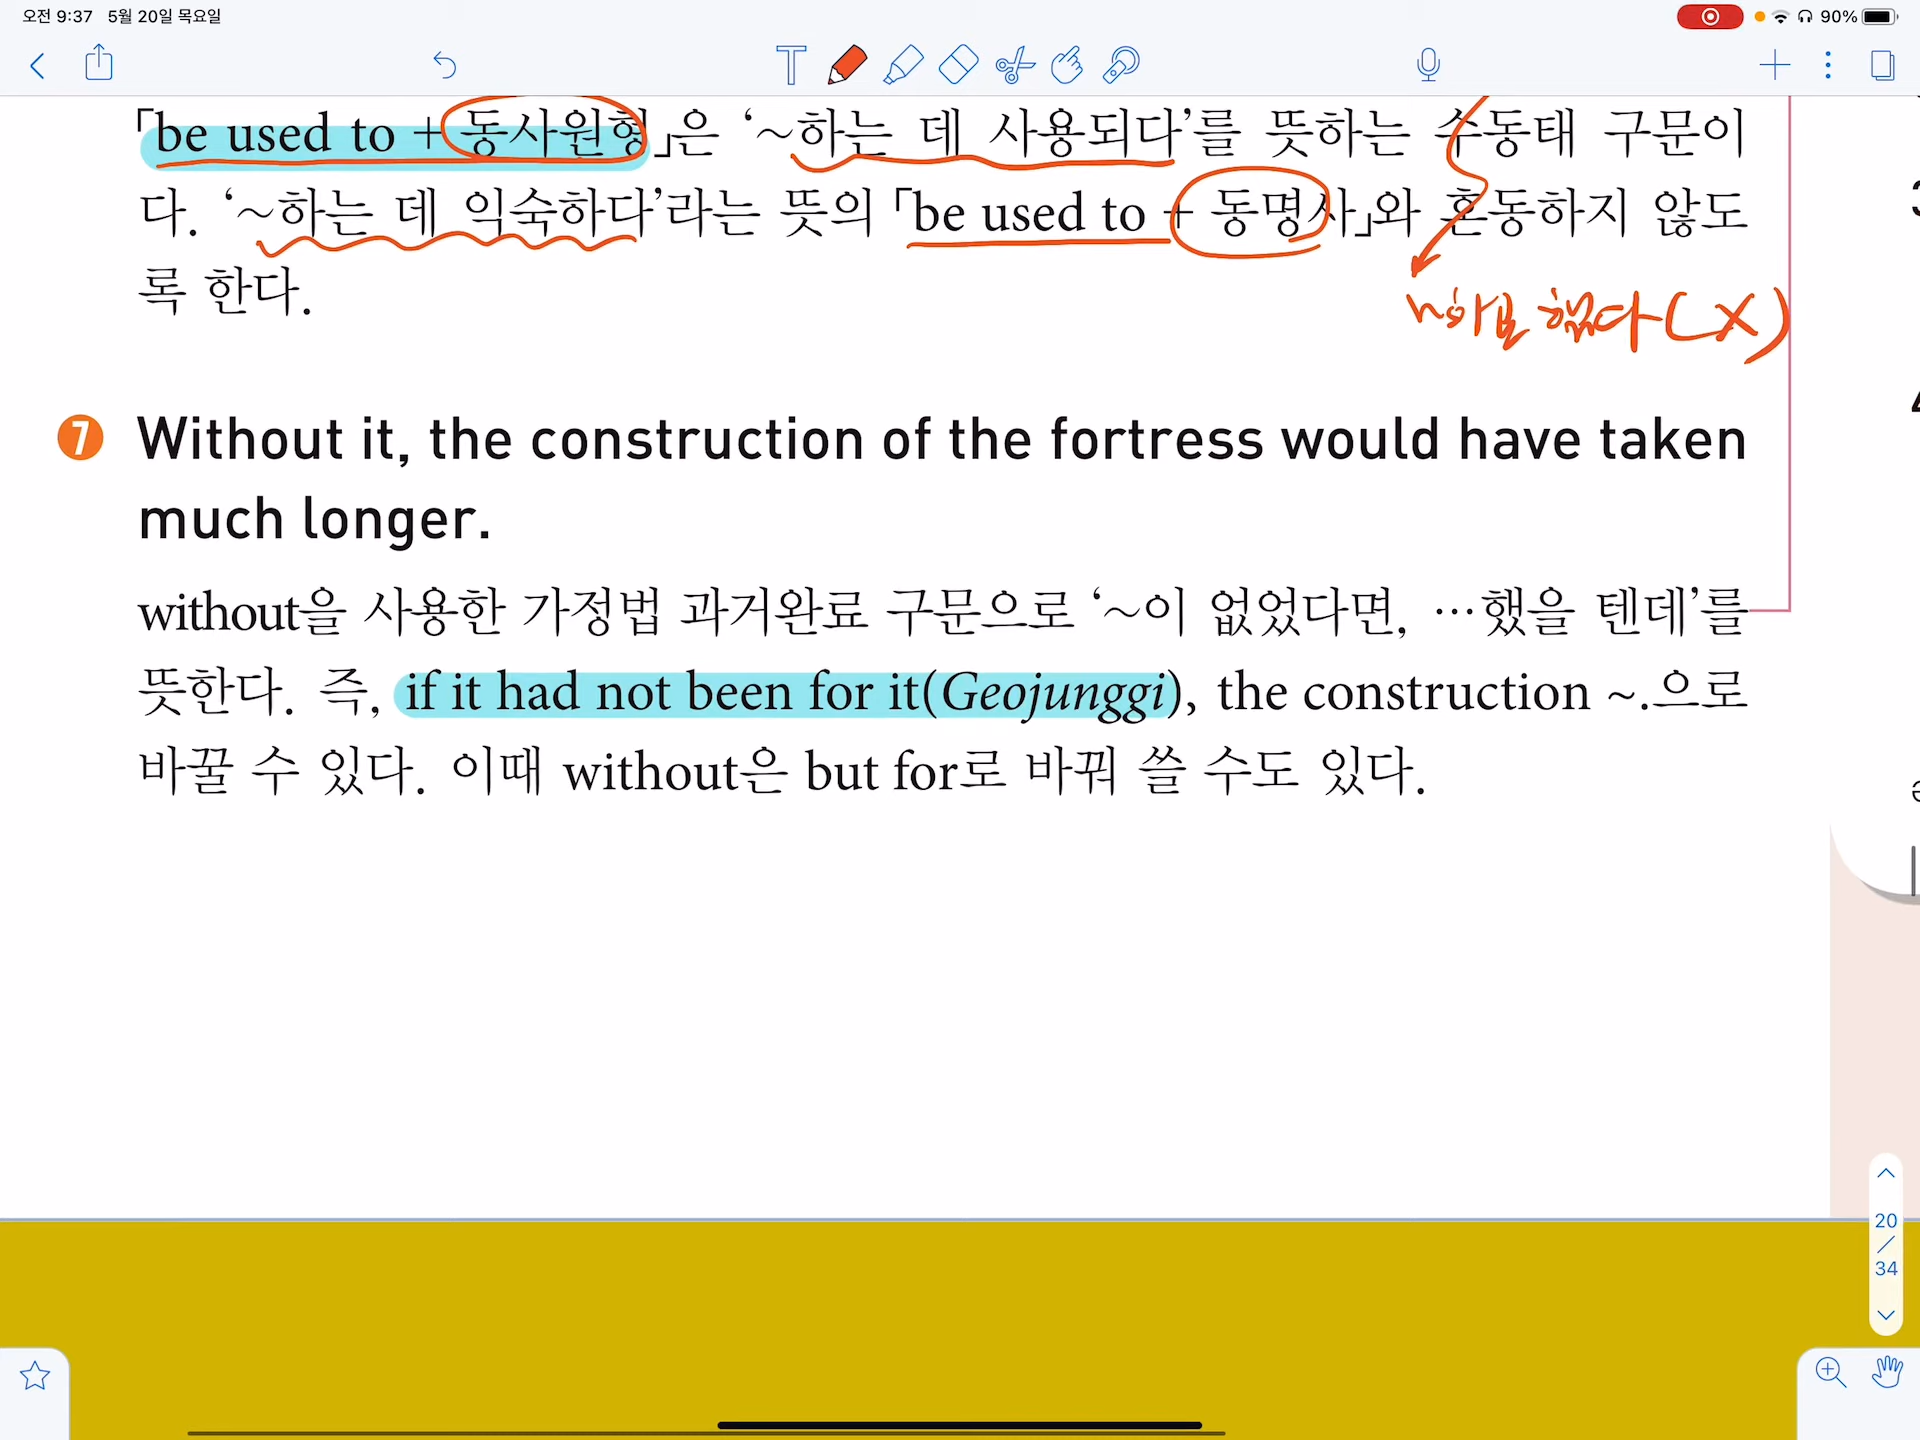 오전 9:37 5월 20일 목요일
90%
「be used to + 동사원형」은 ‘~하는 데 사용되다’를 뜻하는 수동태 구문이
다. ‘~하는 데 익숙하다’라는 뜻의 「be used to + 동명사」와 혼동하지 않도
록 한다.
(X)
7 Without it, the construction of the fortress would have taken
much longer.
without을 사용한 가정법 과거완료 구문으로 ‘~이 없었다면, …했을 텐데’를
뜻한다. 즉, if it had not been for it(Geojunggi), the construction ~.으로
바꿀 수 있다. 이때 without은 but for로 바꿔 쓸 수도 있다.
20
/
34